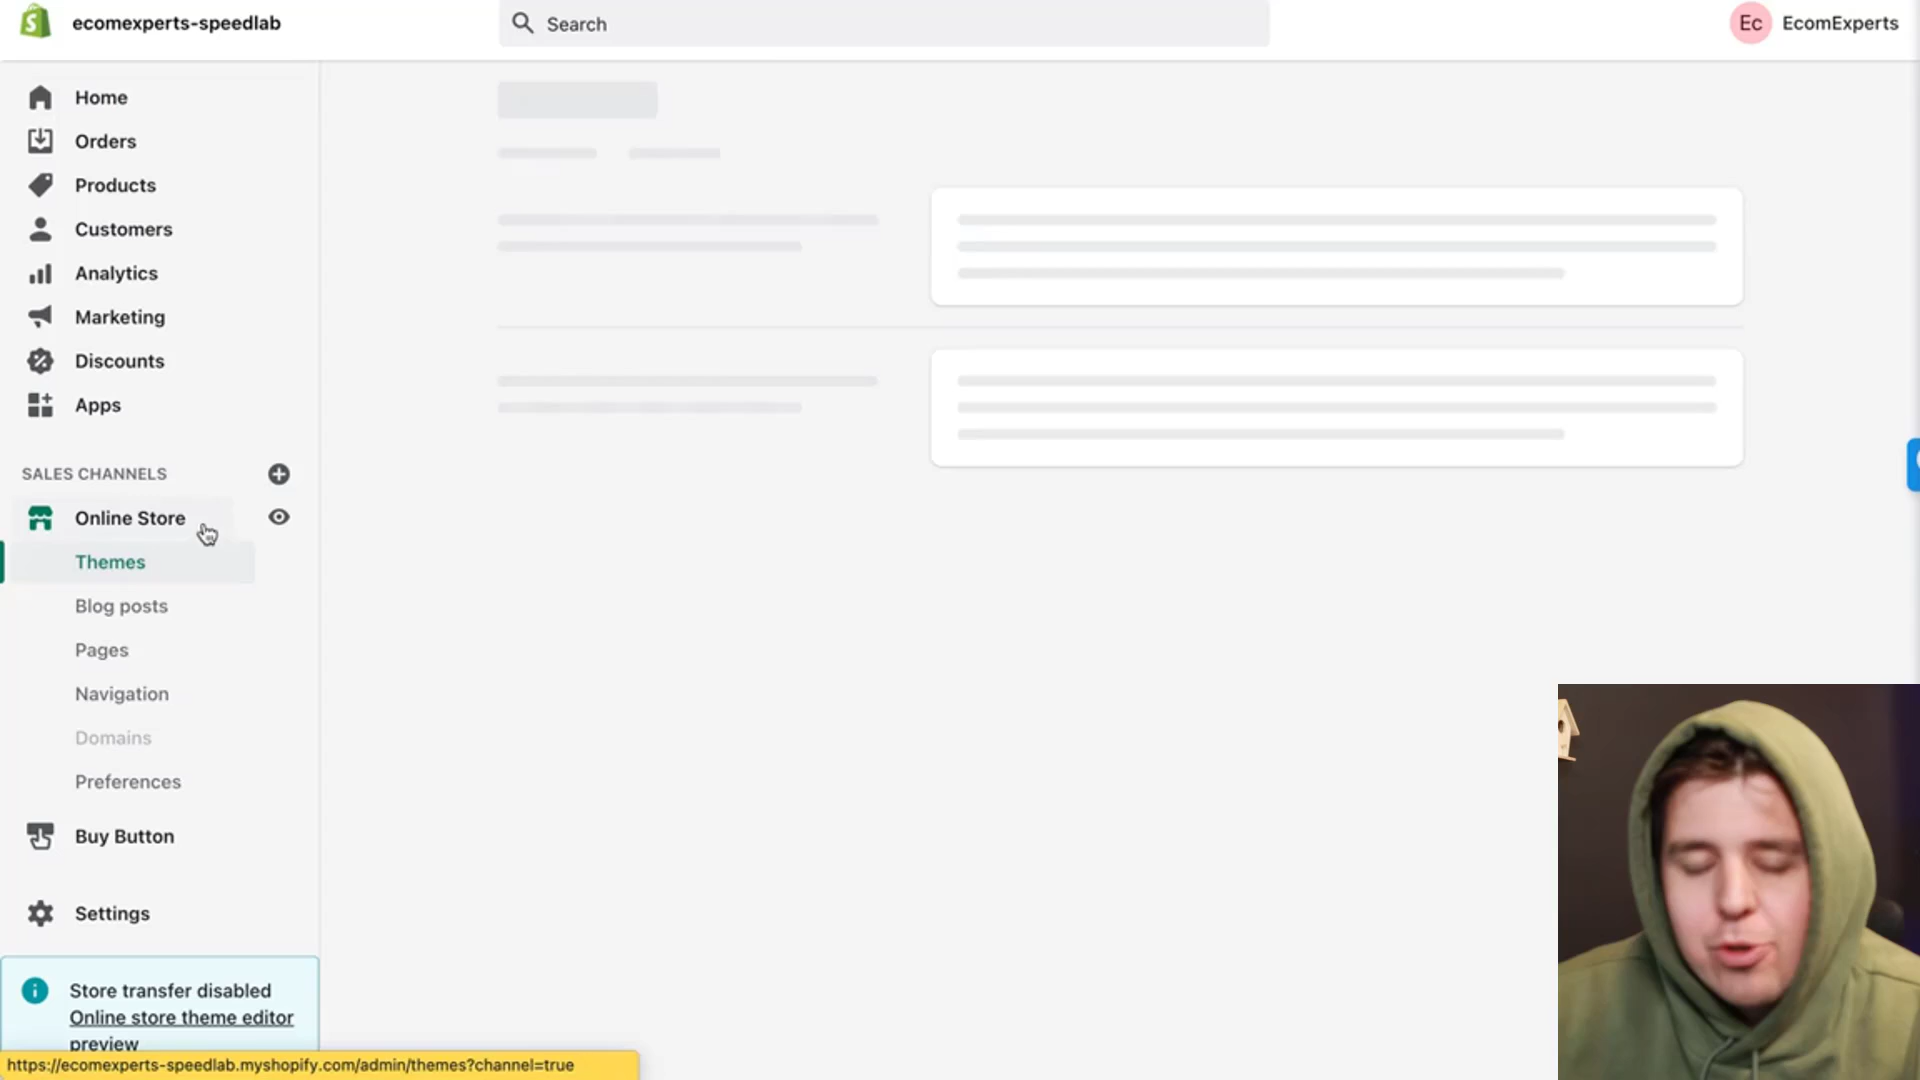 ecomexperts-speedlab
Search
Ec EcomExperts
Home
Orders
Products
Customers
Analytics
Marketing
Discounts
Apps
SALES CHANNELS
Online Store
Themes
Blog posts
Pages
Navigation
Domains
Preferences
Buy Button
Settings
Store transfer disabled
Online store theme editor
preview
https://ecomexperts-speedlab.myshopify.com/admin/themes?channel=true